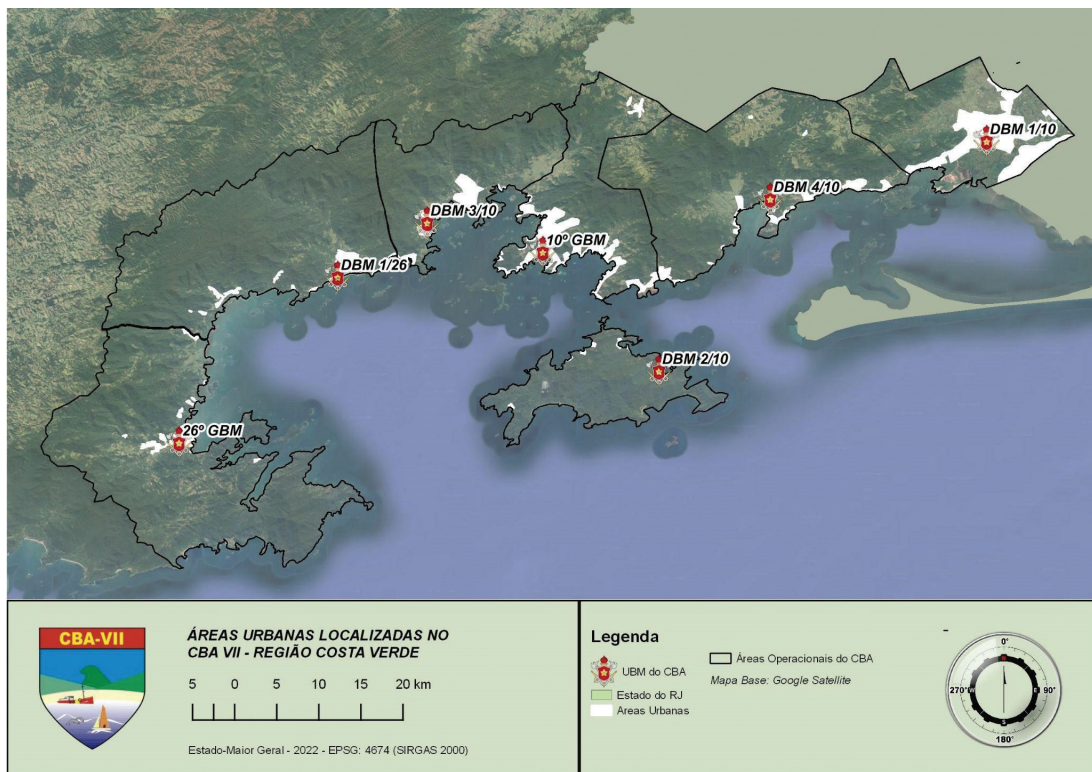 DBM 1/10
DBM 4/10
DBM 3/10
10º GBM
DBM 1/26
DBM 2/10
26º GBM
CBA-VII
ÁREAS URBANAS LOCALIZADAS NO
CBA VII - REGIÃO COSTA VERDE
5 0 5 10 15 20 km
Estado-Maior Geral - 2022 - EPSG: 4674 (SIRGAS 2000)
Legenda
UBM do CBA
Estado do RJ
Areas Urbanas
Áreas Operacionais do CBA
Mapa Base: Google Satellite
0°
270°
90°
180°